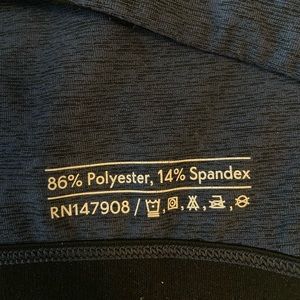 86% Polyester, 14% Spandex
RN147908 /